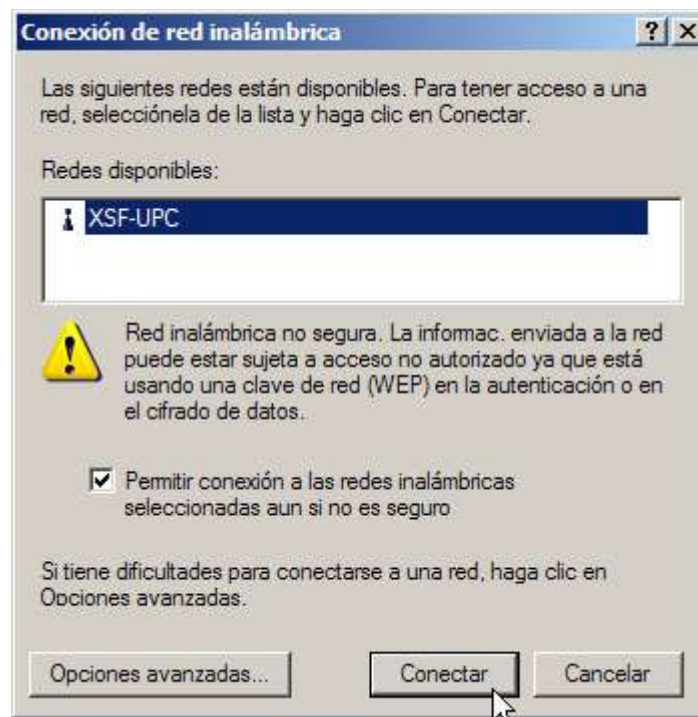 Conexión de red inalámbrica
Las siguientes redes están disponibles. Para tener acceso a una
red, selecciónela de la lista y haga clic en Conectar.
Redes disponibles:
XSF-UPC
Red inalámbrica no segura. La informac. enviada a la red
puede estar sujeta a acceso no autorizado ya que está
usando una clave de red (WEP) en la autenticación o en
el cifrado de datos.
Permitir conexión a las redes inalámbricas
seleccionadas aun si no es seguro
Si tiene dificultades para conectarse a una red, haga clic en
Opciones avanzadas.
Opciones avanzadas... Conectar Cancelar